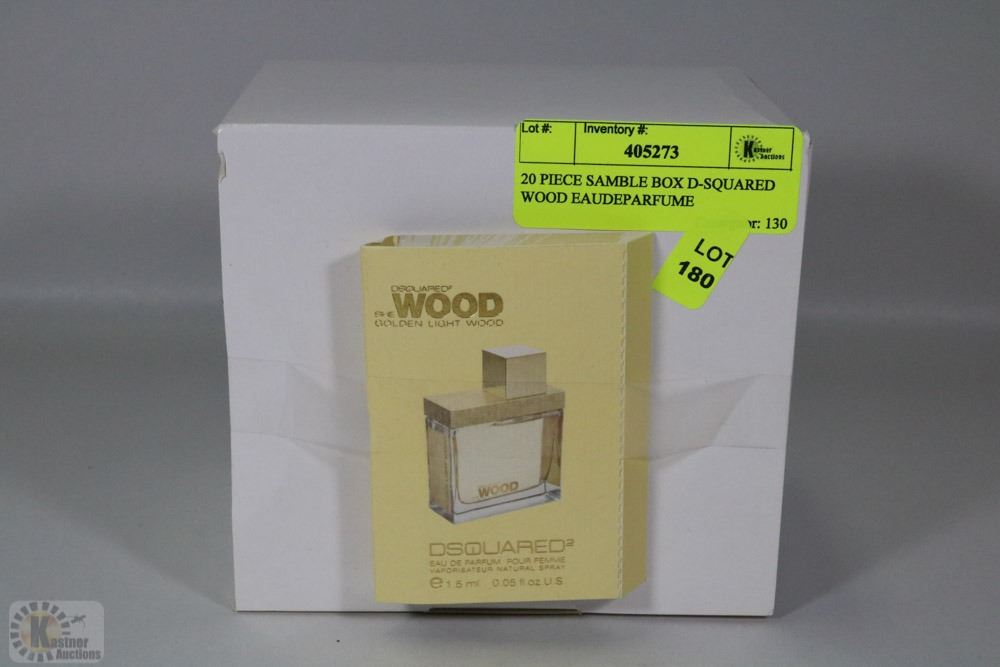 Lot #:
Inventory #:
405273
Kastner
Auctions
20 PIECE SAMBLE BOX D-SQUARED
WOOD EAUDEPARFUME
130
LOT
180
DSQUARED²
SHE WOOD
GOLDEN LIGHT WOOD
WOOD
DSQUARED²
EAU DE PARFUM POUR FEMME
VAPORISATEUR NATURAL SPRAY
e 1.5 ml 0.05 fl oz U.S
Kastner
Auctions